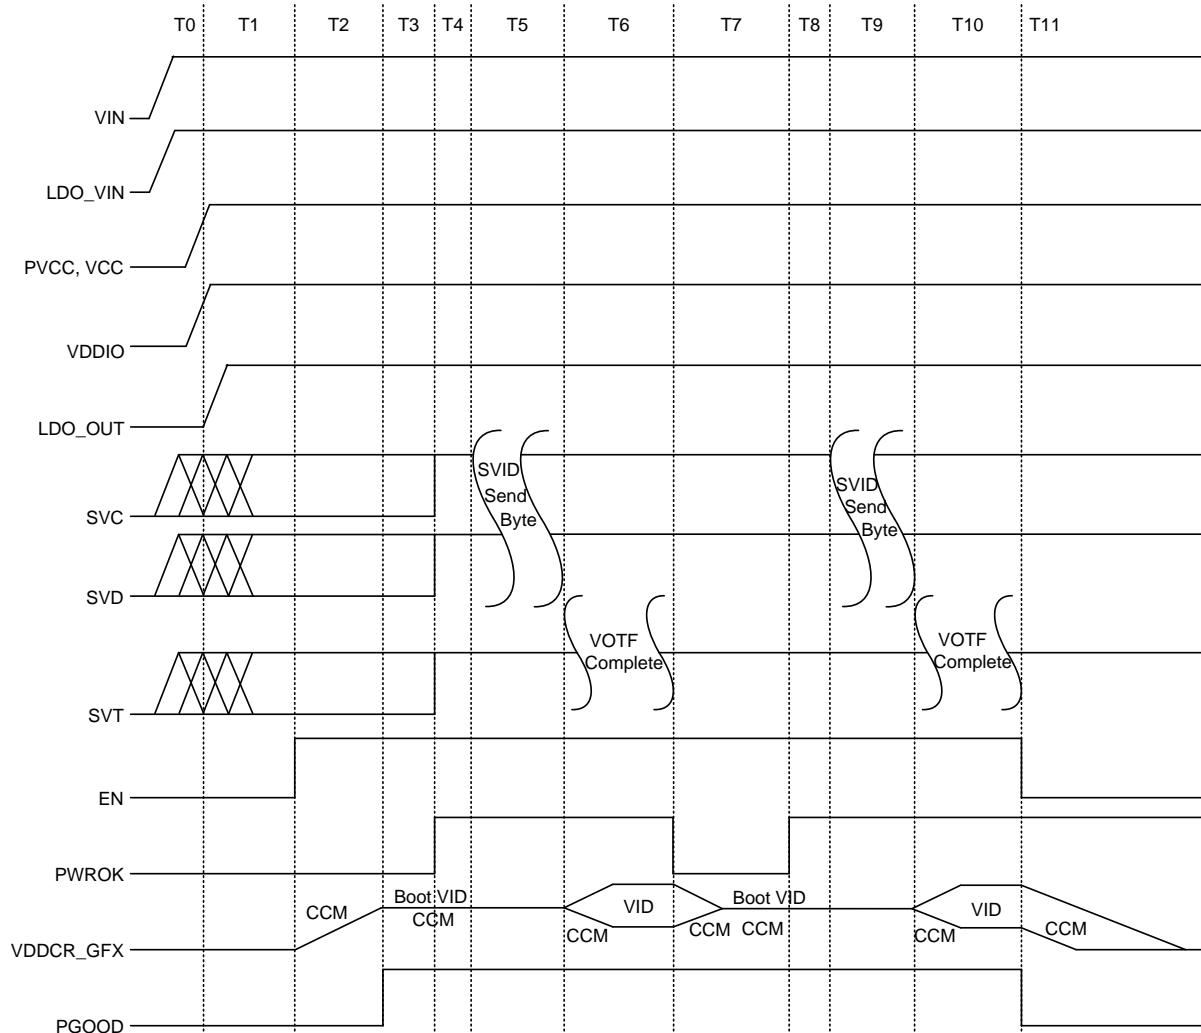 T0 T1 T2 T3 T4 T5 T6 T7 T8 T9 T10 T11
VIN
LDO_VIN
PVCC, VCC
VDDIO
LDO_OUT
SVC
SVID
Send
Byte
SVID
Send
Byte
SVD
SVT
VOTF
Complete
VOTF
Complete
EN
PWROK
VDDCR_GFX
CCM
Boot VID
CCM
CCM
VID
CCM
Boot VID
CCM
CCM
VID
CCM
PGOOD